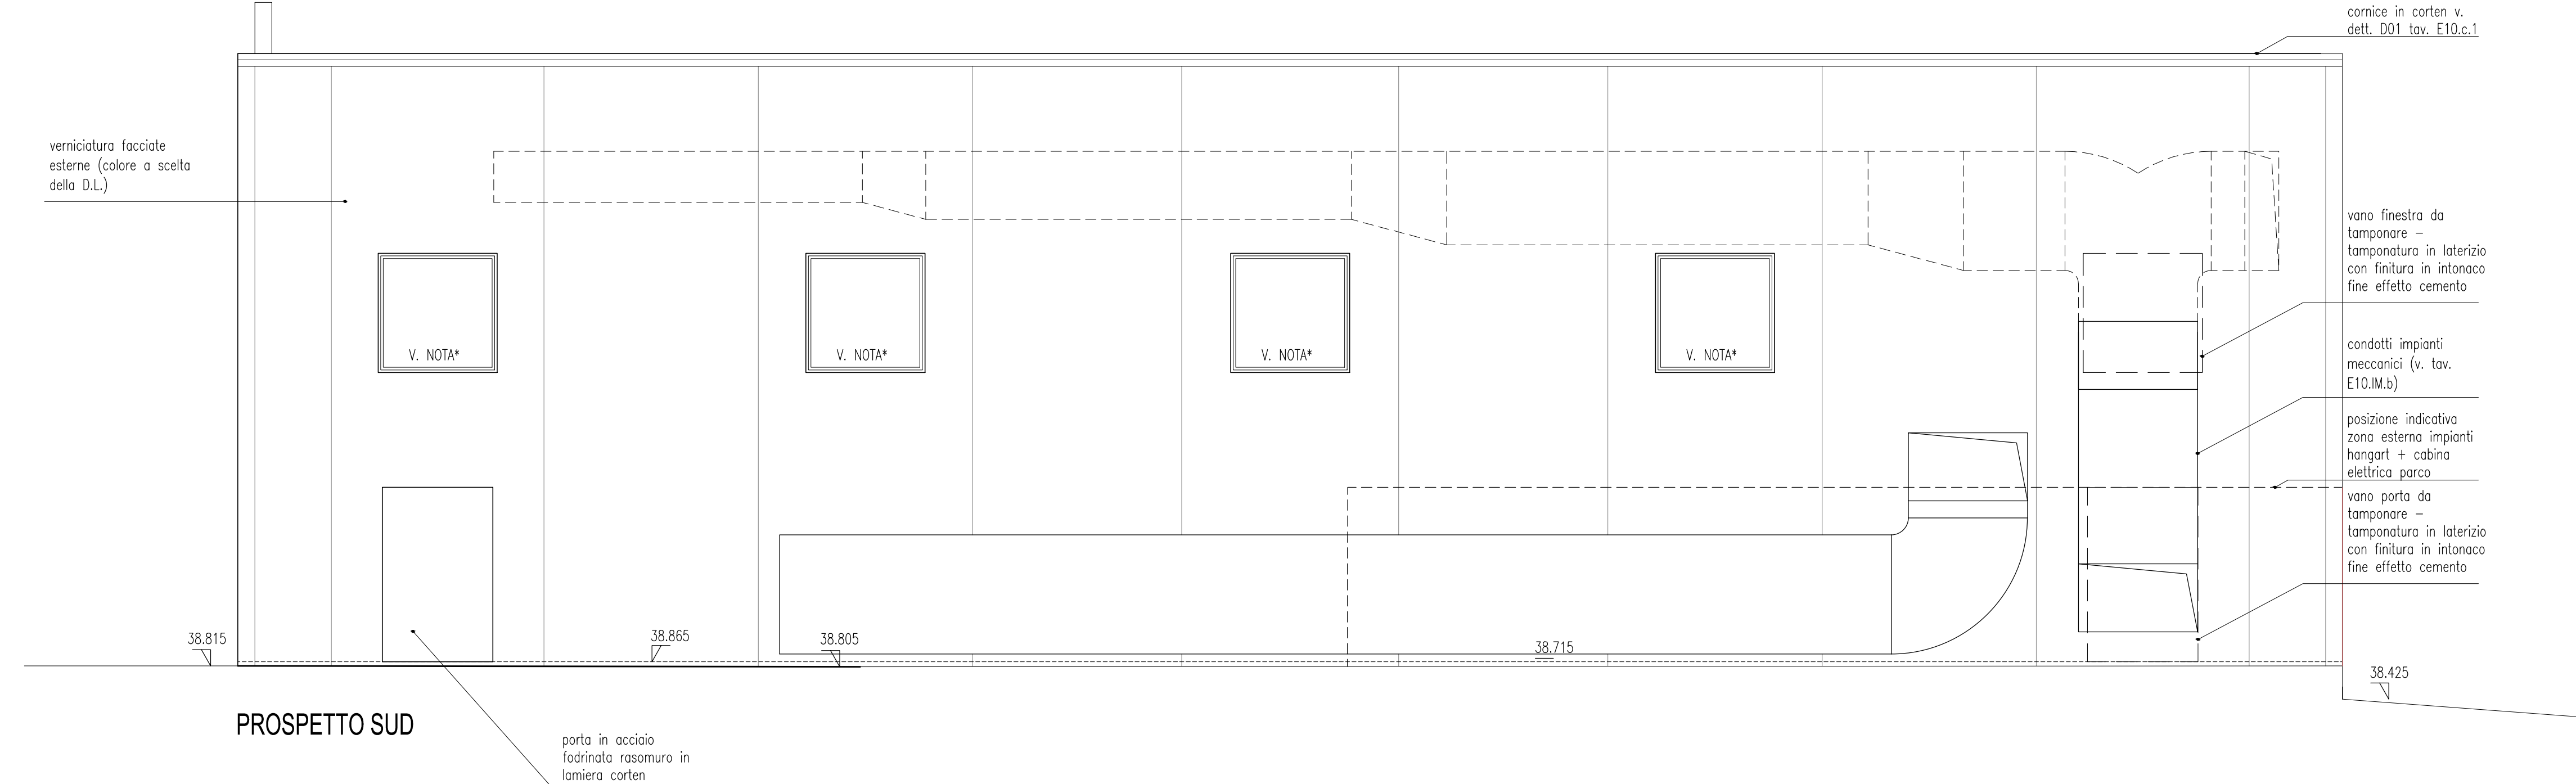 cornice in corten v.
dett. D01 tav. E10.c.1
verniciatura facciate
esterne (colore a scelta
della D.L.)
vano finestra da
tamponare –
tamponatura in laterizio
con finitura in intonaco
fine effetto cemento
V. NOTA*
V. NOTA*
V. NOTA*
V. NOTA*
condotti impianti
meccanici (v. tav.
E10.IM.b)
posizione indicativa
zona esterna impianti
hangart + cabina
elettrica parco
vano porta da
tamponare –
tamponatura in laterizio
con finitura in intonaco
fine effetto cemento
38.815
38.865
38.805
38.715
38.425
PROSPETTO SUD
porta in acciaio
fodrinata rasomuro in
lamiera corten